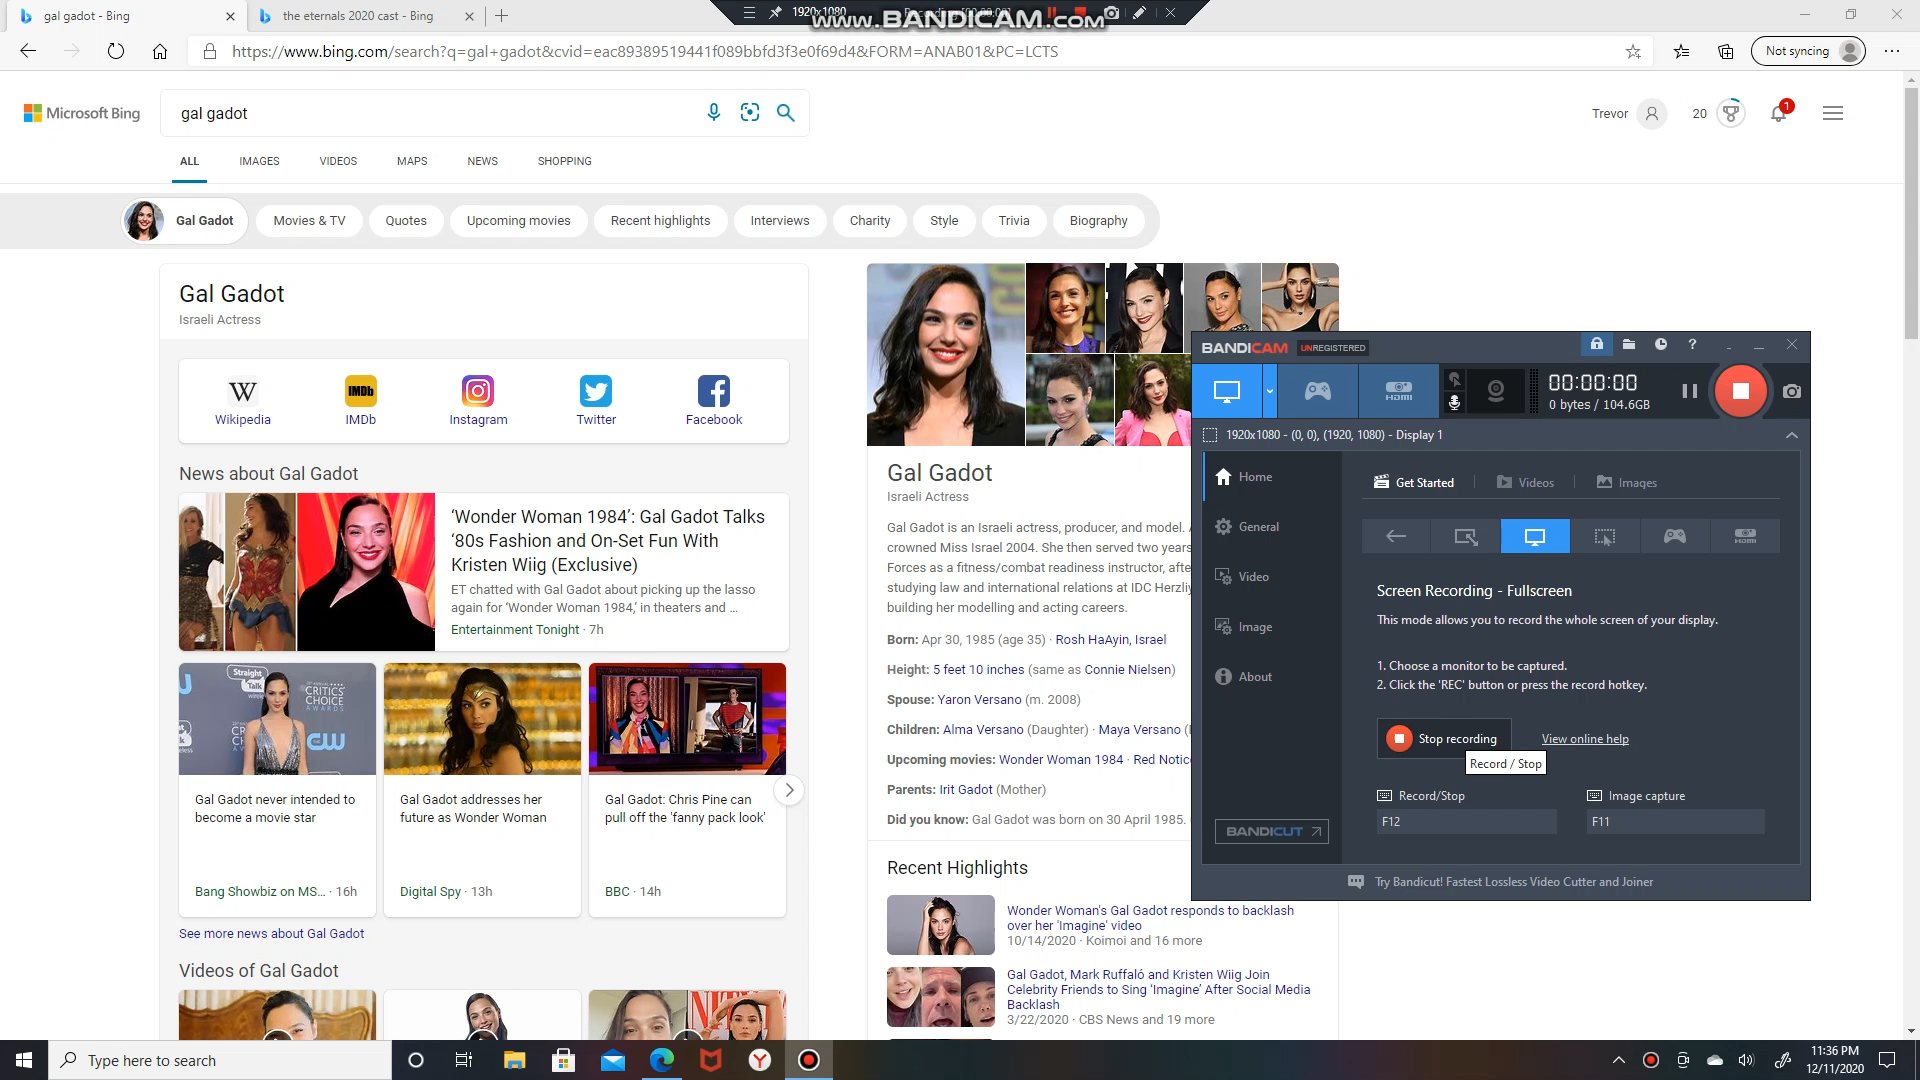 gal gadot - Bing
the eternals 2020 cast - Bing
1920x1080
www.BANDICAM.com
https://www.bing.com/search?q=gal+gadot&cvid=eac89389519441f089bbfd3f3e0f69d4&FORM=ANAB01&PC=LCTS
Not syncing
Microsoft Bing
gal gadot
Trevor
20
1
ALL
IMAGES
VIDEOS
MAPS
NEWS
SHOPPING
Gal Gadot
Movies & TV
Quotes
Upcoming movies
Recent highlights
Interviews
Charity
Style
Trivia
Biography
Gal Gadot
Israeli Actress
W
IMDb
Wikipedia
IMDb
Instagram
Twitter
Facebook
News about Gal Gadot
‘Wonder Woman 1984’: Gal Gadot Talks
‘80s Fashion and On-Set Fun With
Kristen Wiig (Exclusive)
ET chatted with Gal Gadot about picking up the lasso
again for ‘Wonder Woman 1984,’ in theaters and ...
Entertainment Tonight · 7h
Straight Talk
CRITICS
CHOICE
AWARDS
CW
Gal Gadot never intended to
become a movie star
Bang Showbiz on MS... · 16h
Gal Gadot addresses her
future as Wonder Woman
Digital Spy · 13h
Gal Gadot: Chris Pine can
pull off the 'fanny pack look'
BBC · 14h
See more news about Gal Gadot
Videos of Gal Gadot
Gal Gadot
Israeli Actress
Gal Gadot is an Israeli actress, producer, and model.
crowned Miss Israel 2004. She then served two years
Forces as a fitness/combat readiness instructor, afte
studying law and international relations at IDC Herzliy
building her modelling and acting careers.
Born: Apr 30, 1985 (age 35) · Rosh HaAyin, Israel
Height: 5 feet 10 inches (same as Connie Nielsen)
Spouse: Yaron Versano (m. 2008)
Children: Alma Versano (Daughter) · Maya Versano (
Upcoming movies: Wonder Woman 1984 · Red Notic
Parents: Irit Gadot (Mother)
Did you know: Gal Gadot was born on 30 April 1985.
Recent Highlights
Wonder Woman's Gal Gadot responds to backlash
over her 'Imagine' video
10/14/2020 · Koimoi and 16 more
Gal Gadot, Mark Ruffaló and Kristen Wiig Join
Celebrity Friends to Sing ‘Imagine’ After Social Media
Backlash
3/22/2020 · CBS News and 19 more
BANDICAM UNREGISTERED
?
HDMI
00:00:00
0 bytes / 104.6GB
1920x1080 - (0, 0), (1920, 1080) - Display 1
Home
General
Video
Image
About
BANDICUT
Get Started
Videos
Images
HDMI
Screen Recording - Fullscreen
This mode allows you to record the whole screen of your display.
1. Choose a monitor to be captured.
2. Click the 'REC' button or press the record hotkey.
Stop recording
View online help
Record / Stop
Record/Stop
Image capture
F12
F11
Try Bandicut! Fastest Lossless Video Cutter and Joiner
Type here to search
11:36 PM
12/11/2020